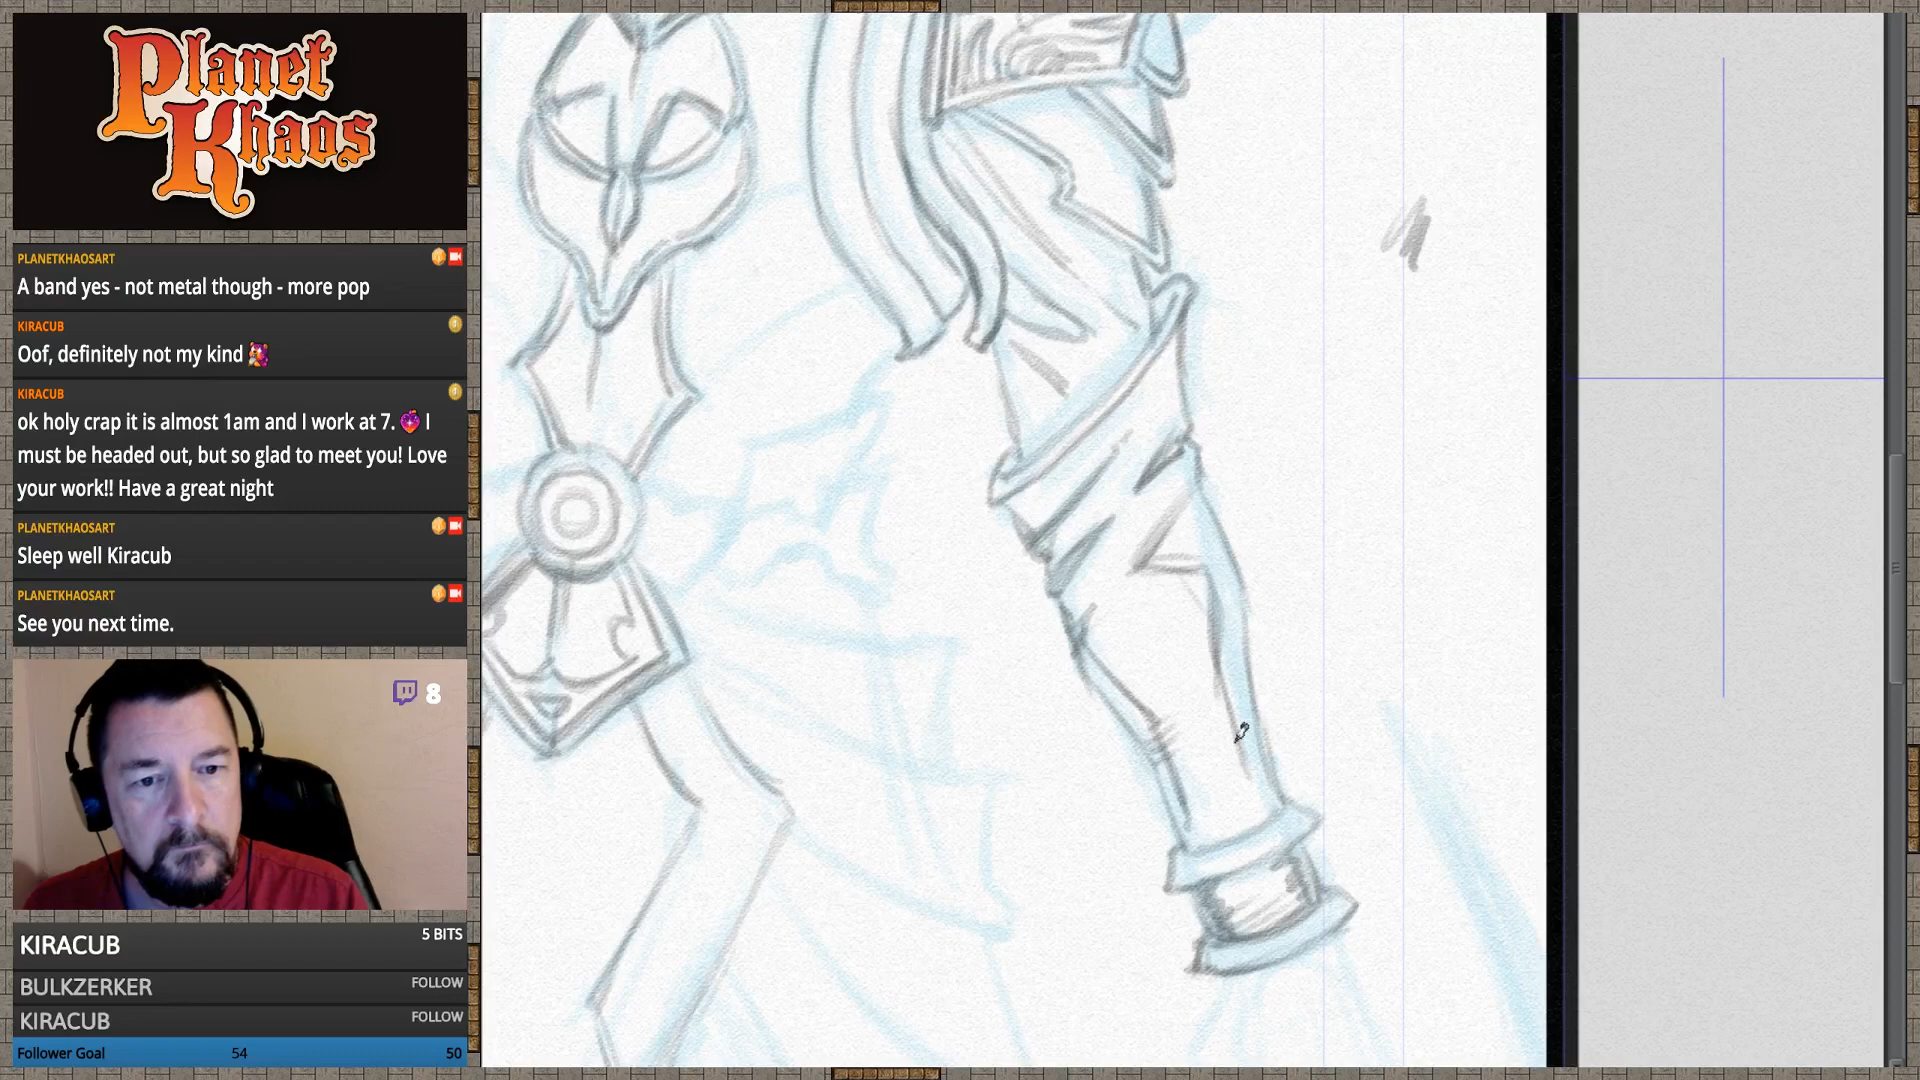 Planet
Khaos
PLANETKHAOSART
A band yes - not metal though - more pop
KIRACUB
Oof, definitely not my kind
KIRACUB
ok holy crap it is almost 1am and I work at 7. I
must be headed out, but so glad to meet you! Love
your work!! Have a great night
PLANETKHAOSART
Sleep well Kiracub
PLANETKHAOSART
See you next time.
8
KIRACUB 5 BITS
BULKZERKER FOLLOW
KIRACUB FOLLOW
Follower Goal 54 50